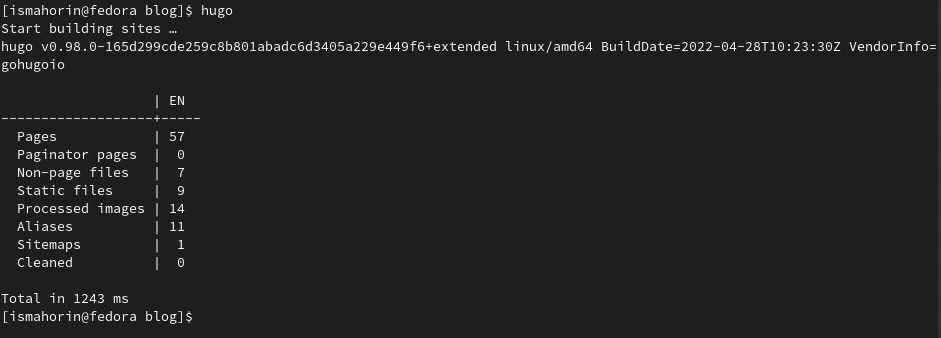 [ismahorin@fedora blog]$ hugo
Start building sites …
hugo v0.98.0-165d299cde259c8b801abadc6d3405a229e449f6+extended linux/amd64 BuildDate=2022-04-28T10:23:30Z VendorInfo=
gohugoio
                   | EN
-------------------+-----
  Pages            | 57
  Paginator pages  |  0
  Non-page files   |  7
  Static files     |  9
  Processed images | 14
  Aliases          | 11
  Sitemaps         |  1
  Cleaned          |  0
Total in 1243 ms
[ismahorin@fedora blog]$